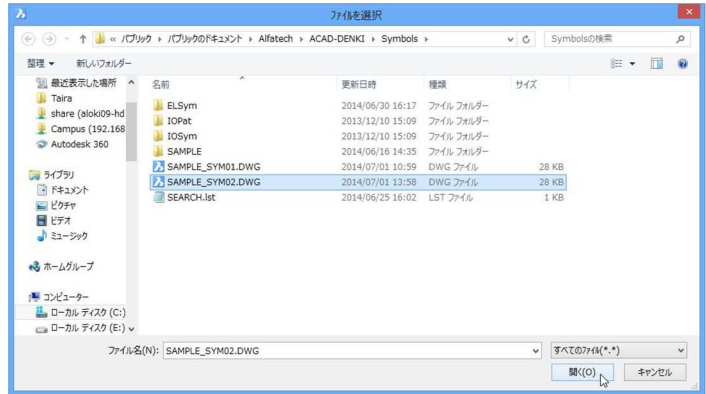 ファイルを選択
« パブリック ▸ パブリックのドキュメント ▸ Alfatech ▸ ACAD-DENKI ▸ Symbols ▸
Symbolsの検索
整理 ▼ 新しいフォルダー
最近表示した場所
Taira
share (aloki09-hd
Campus (192.168
Autodesk 360
ライブラリ
ドキュメント
ピクチャ
ビデオ
ミュージック
ホームグループ
コンピューター
ローカル ディスク (C:)
ローカル ディスク (E:)
名前 更新日時 種類 サイズ
ELSym 2014/06/30 16:17 ファイル フォルダー
IOPat 2013/12/10 15:09 ファイル フォルダー
IOSym 2013/12/10 15:09 ファイル フォルダー
SAMPLE 2014/06/16 14:35 ファイル フォルダー
SAMPLE_SYM01.DWG 2014/07/01 10:59 DWG ファイル 28 KB
SAMPLE_SYM02.DWG 2014/07/01 13:58 DWG ファイル 28 KB
SEARCH.lst 2014/06/25 16:02 LST ファイル 1 KB
ファイル名(N): SAMPLE_SYM02.DWG
すべてのファイル(*.*)
開く(O) キャンセル